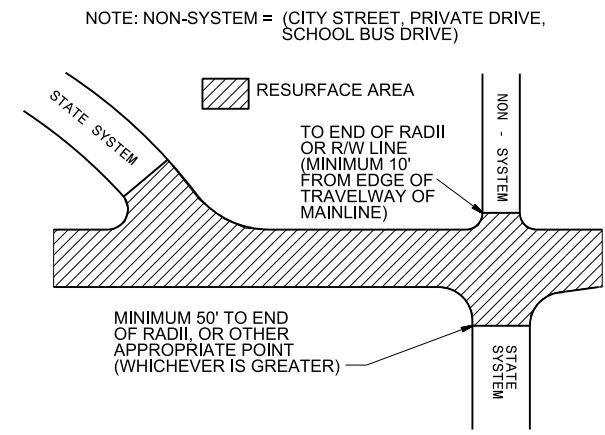 NOTE: NON-SYSTEM = (CITY STREET, PRIVATE DRIVE,
SCHOOL BUS DRIVE)
STATE SYSTEM
RESURFACE AREA
TO END OF RADII
OR R/W LINE
(MINIMUM 10'
FROM EDGE OF
TRAVELWAY OF
MAINLINE)
NON - SYSTEM
MINIMUM 50' TO END
OF RADII, OR OTHER
APPROPRIATE POINT
(WHICHEVER IS GREATER)
STATE
SYSTEM